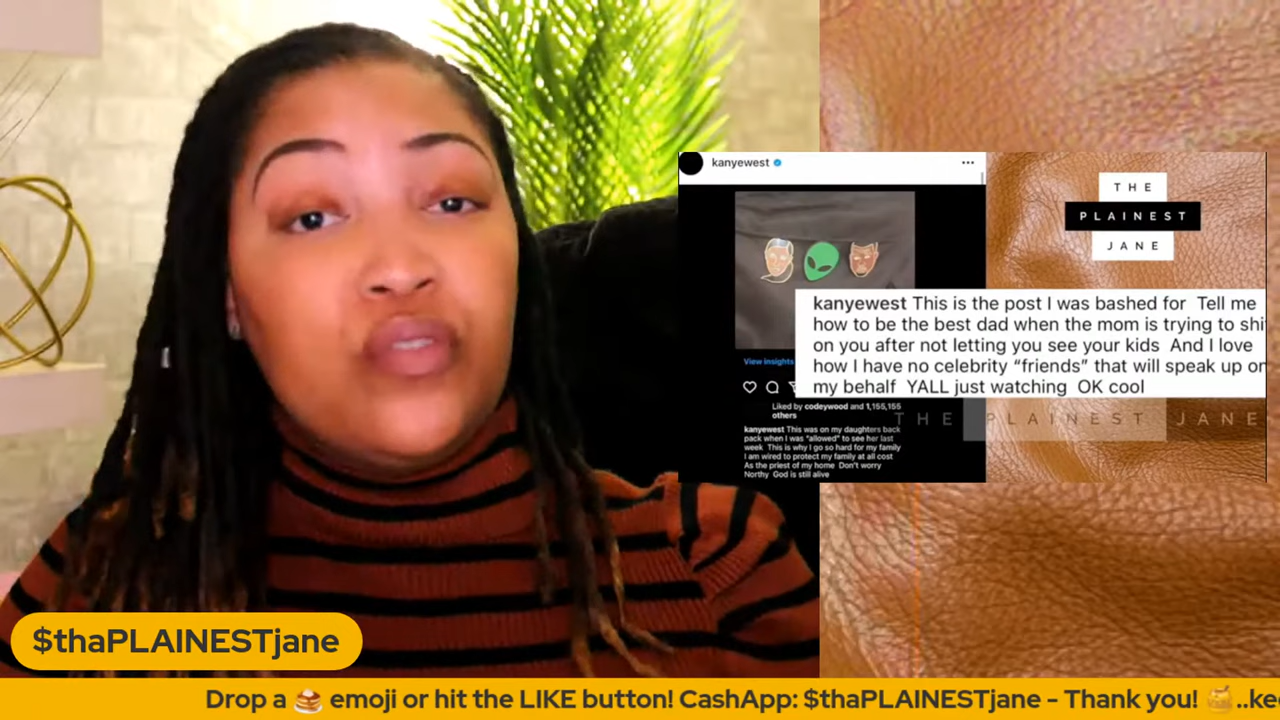 kanyewest
THE
PLAINEST
JANE
View insights
Liked by codeywood and 1,155,155
others
kanyewest This was on my daughters back
pack when I was "allowed" to see her last
week This is why I go so hard for my family
I am wired to protect my family at all cost
As the priest of my home Don't worry
Northy God is still alive
kanyewest This is the post I was bashed for Tell me
how to be the best dad when the mom is trying to shi
on you after not letting you see your kids And I love
how I have no celebrity “friends” that will speak up on
my behalf YALL just watching OK cool
THE PLAINEST JANE
$thaPLAINESTjane
Drop a 🥞 emoji or hit the LIKE button! CashApp: $thaPLAINESTjane - Thank you! 🍯..ke